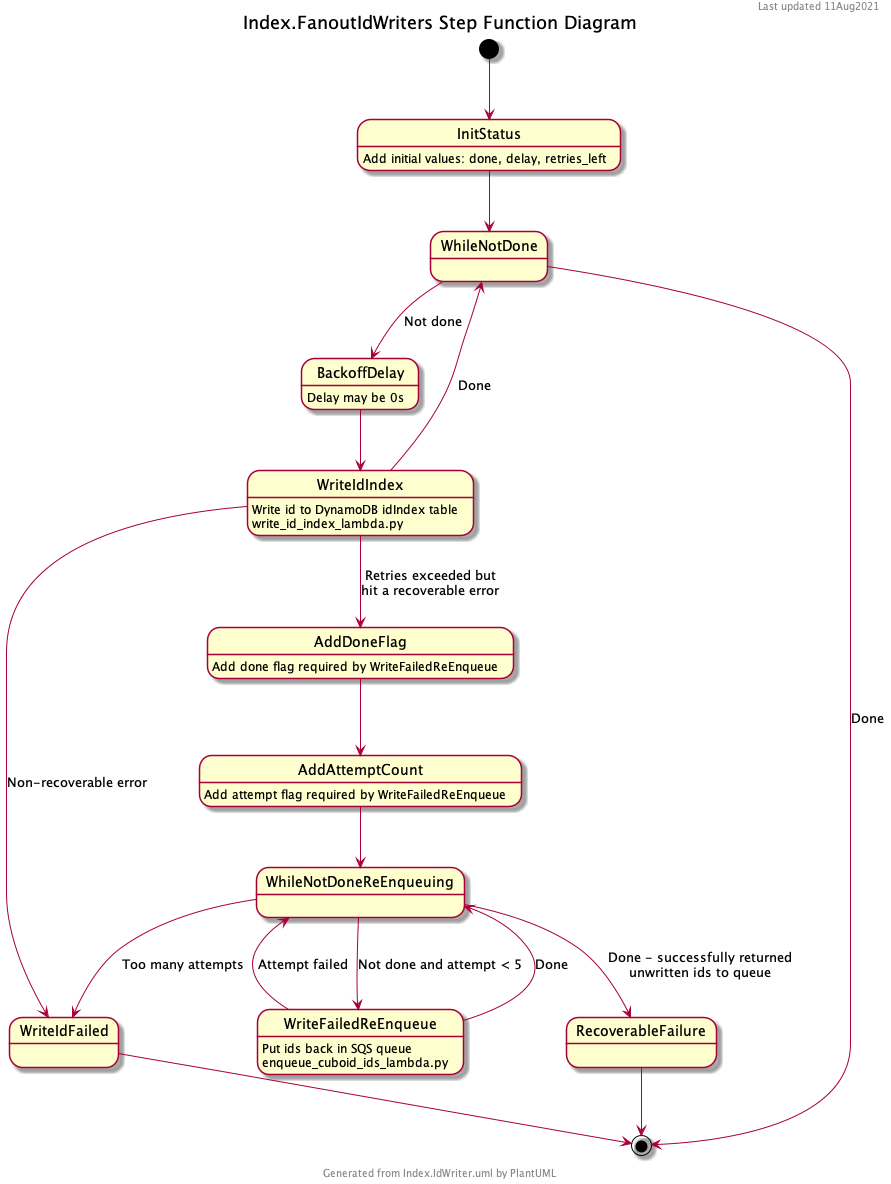 Last updated 11Aug2021
Index.FanoutIdWriters Step Function Diagram
InitStatus
Add initial values: done, delay, retries_left
WhileNotDone
Not done
BackoffDelay
Delay may be 0s
Done
WriteIdIndex
Write id to DynamoDB idIndex table
write_id_index_lambda.py
Retries exceeded but
hit a recoverable error
AddDoneFlag
Add done flag required by WriteFailedReEnqueue
Done
AddAttemptCount
Add attempt flag required by WriteFailedReEnqueue
Non-recoverable error
WhileNotDoneReEnqueuing
Too many attempts
Attempt failed
Not done and attempt < 5
Done
Done - successfully returned
unwritten ids to queue
WriteIdFailed
WriteFailedReEnqueue
Put ids back in SQS queue
enqueue_cuboid_ids_lambda.py
RecoverableFailure
Generated from Index.IdWriter.uml by PlantUML